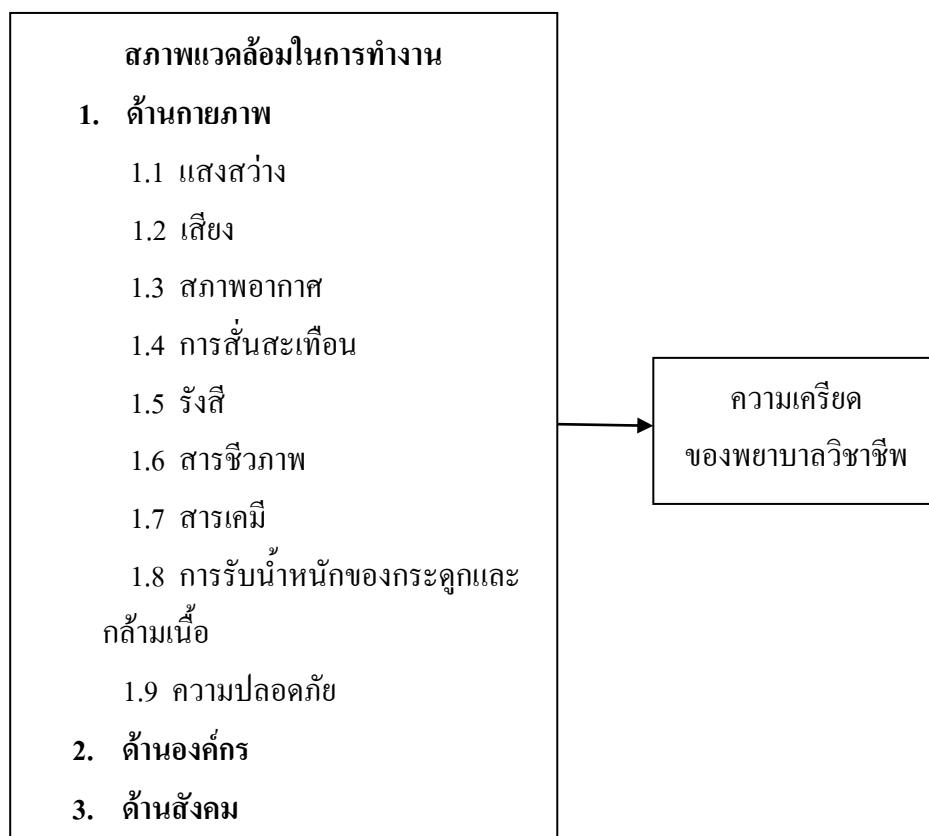 สภาพแวดล้อมในการทำงาน
1. ด้านกายภาพ
1.1 แสงสว่าง
1.2 เสียง
1.3 สภาพอากาศ
1.4 การสั่นสะเทือน
1.5 รังสี
1.6 สารชีวภาพ
1.7 สารเคมี
1.8 การรับน้ำหนักของกระดูกและ
กล้ามเนื้อ
1.9 ความปลอดภัย
2. ด้านองค์กร
3. ด้านสังคม
ความเครียด
ของพยาบาลวิชาชีพ